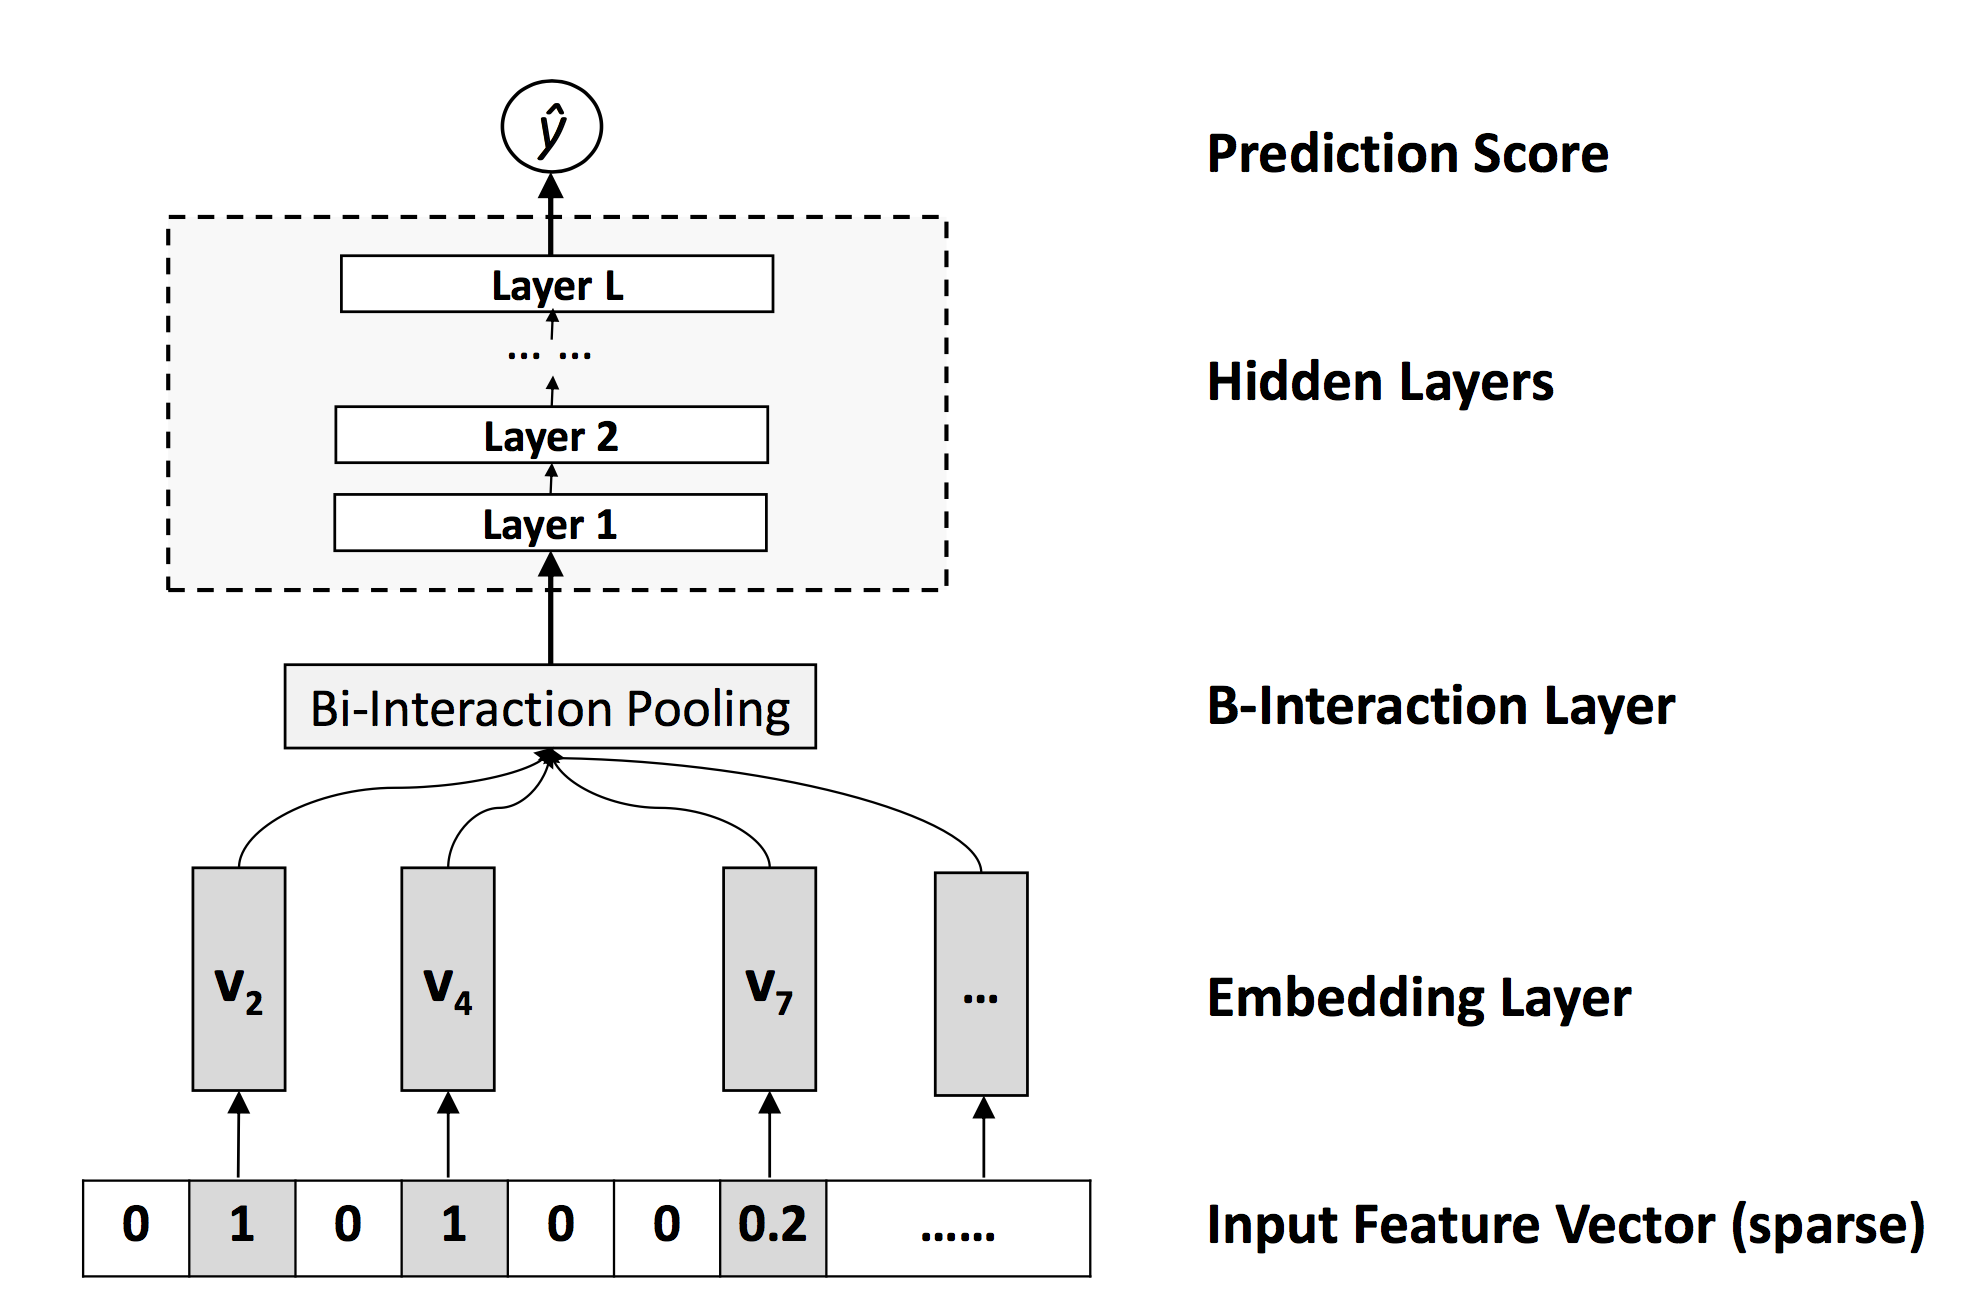 ŷ
Prediction Score
Layer L
... ...
Hidden Layers
Layer 2
Layer 1
Bi-Interaction Pooling
B-Interaction Layer
v₂ v₄ v₇ ...
Embedding Layer
0 1 0 1 0 0 0.2 ......
Input Feature Vector (sparse)